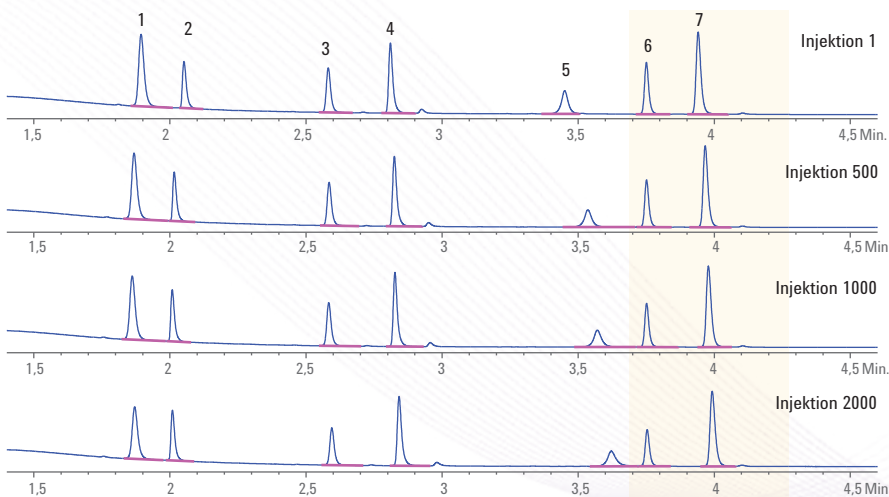 1 2 3 4 5 6 7 Injektion 1
1,5 2 2,5 3 3,5 4 4,5 Min.
Injektion 500
1,5 2 2,5 3 3,5 4 4,5 Min
Injektion 1000
1,5 2 2,5 3 3,5 4 4,5 Min.
Injektion 2000
1,5 2 2,5 3 3,5 4 4,5 Min